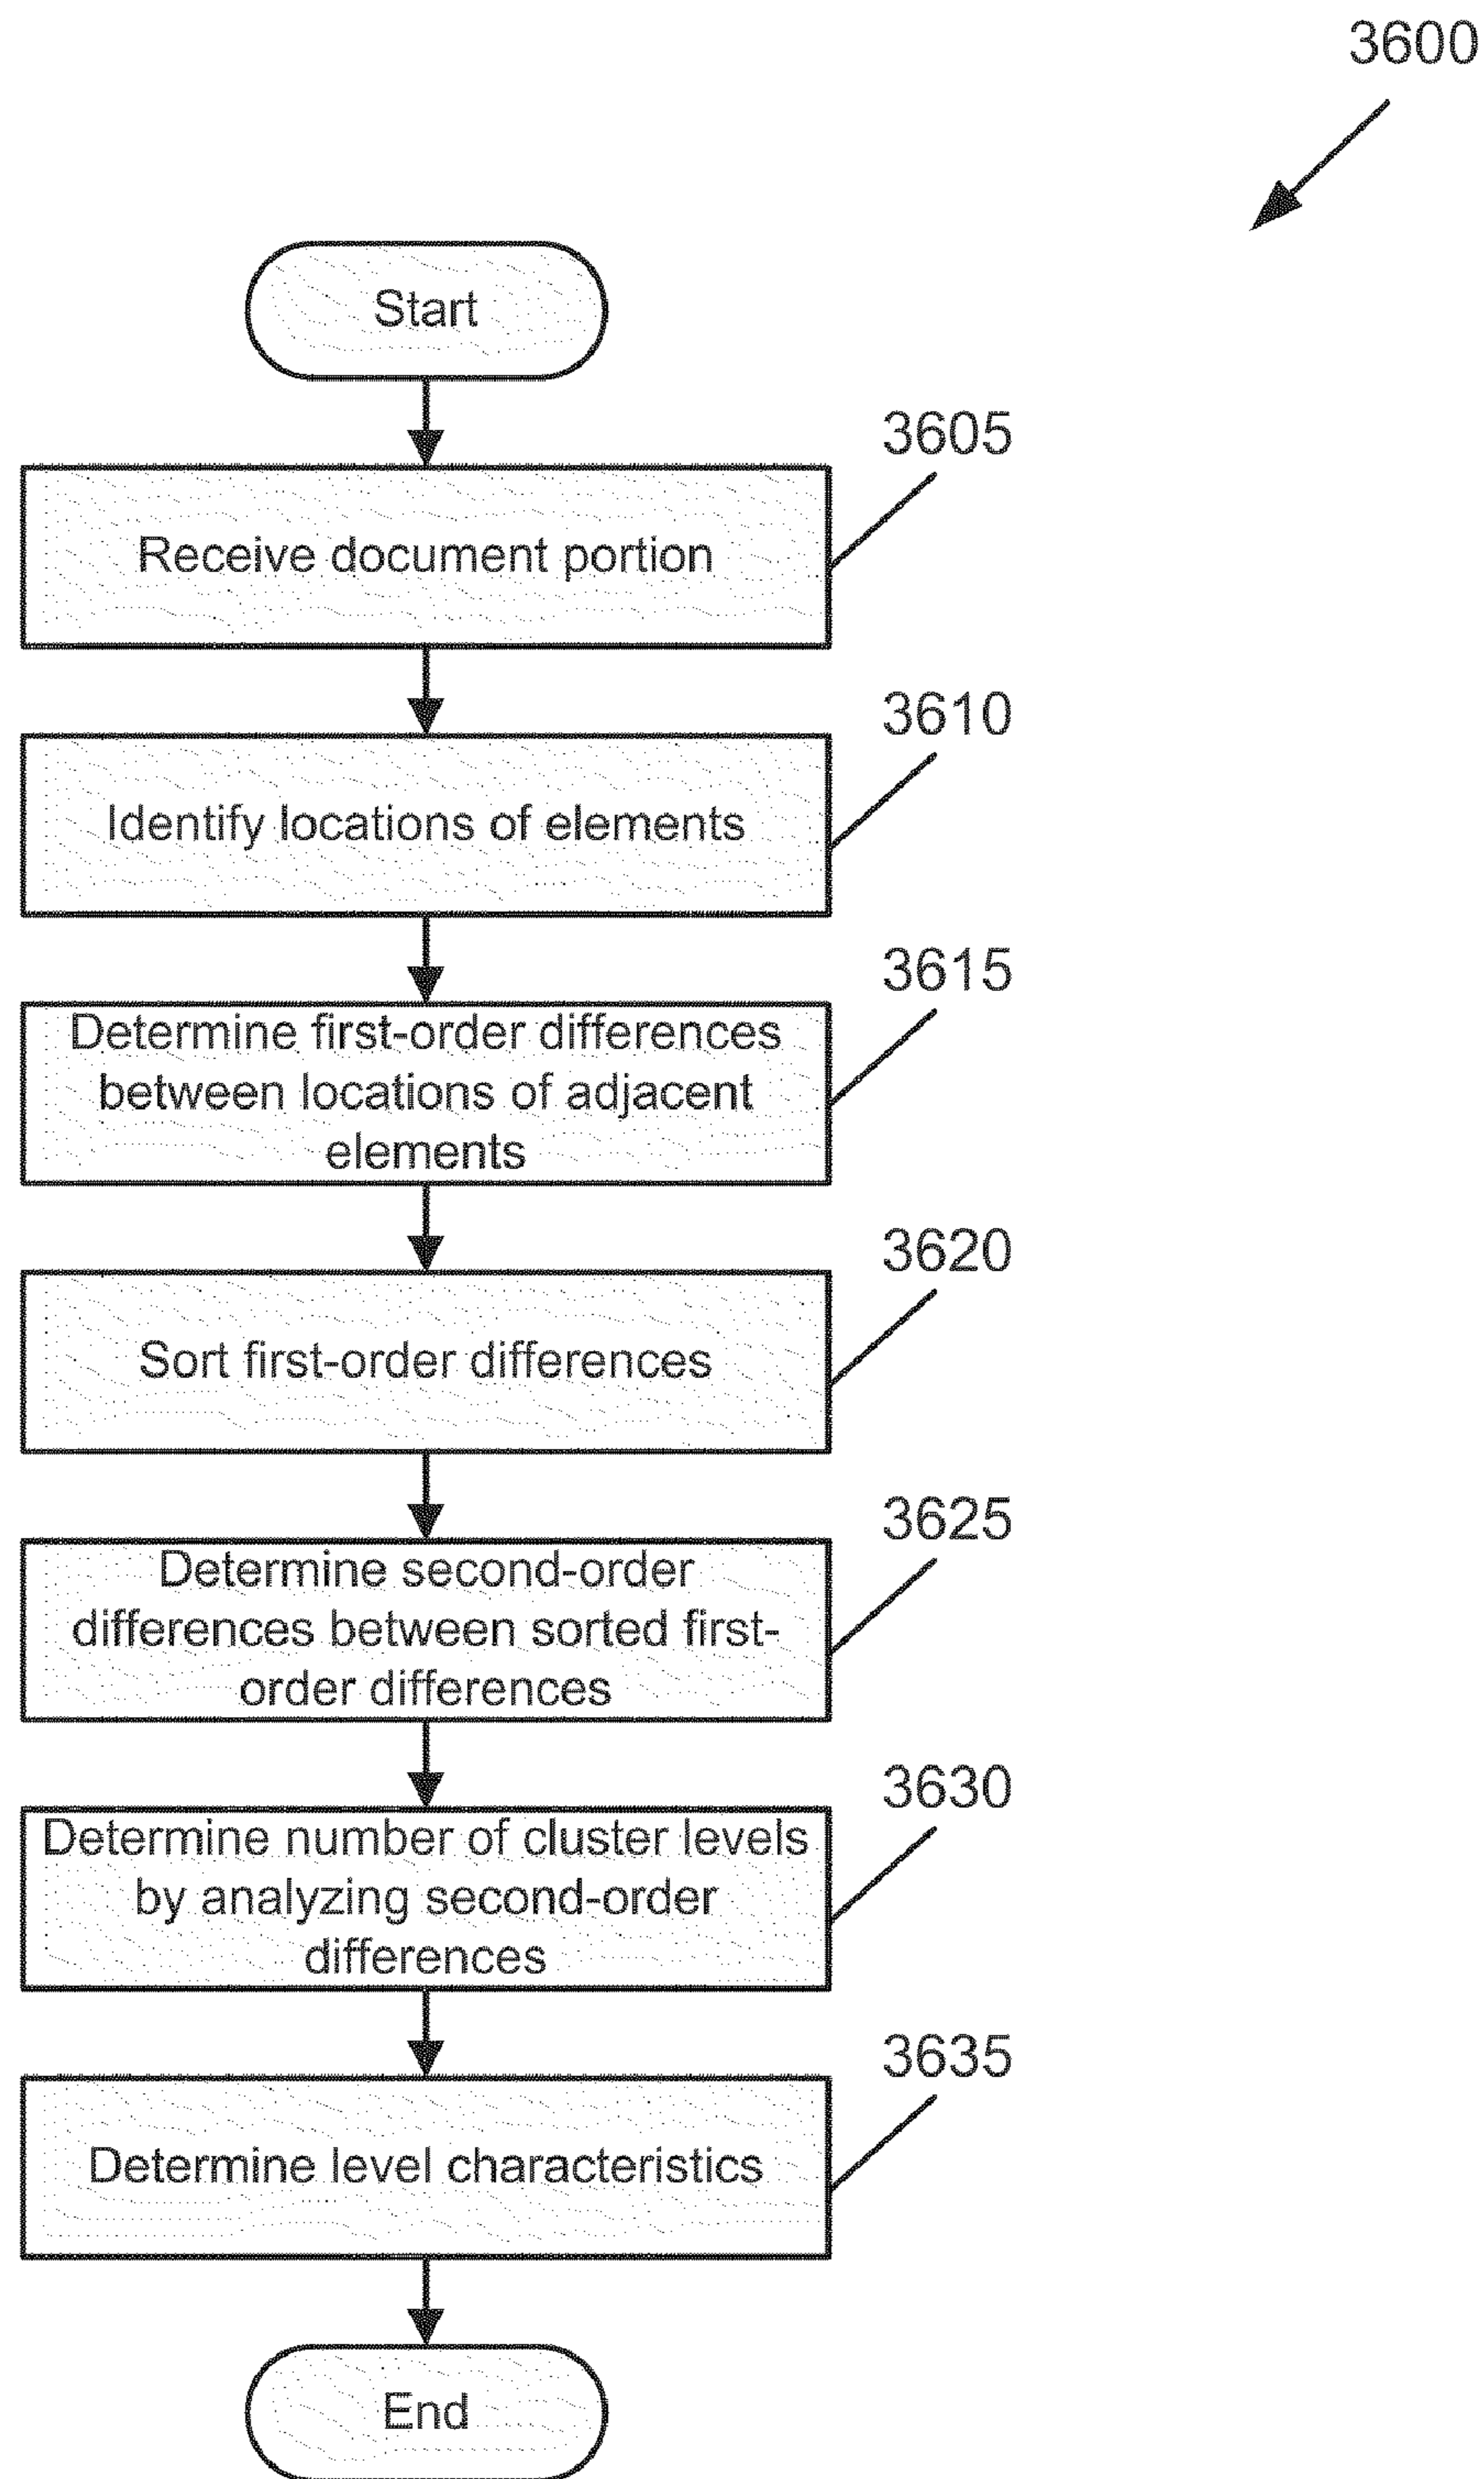 3600
Start
3605
Receive document portion
3610
Identify locations of elements
3615
Determine first-order differences
between locations of adjacent
elements
3620
Sort first-order differences
3625
Determine second-order
differences between sorted first-
order differences
3630
Determine number of cluster levels
by analyzing second-order
differences
3635
Determine level characteristics
End